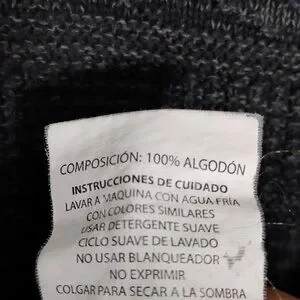 COMPOSICIÓN: 100% ALGODÓN
INSTRUCCIONES DE CUIDADO
LAVAR A MAQUINA CON AGUA FRÍA
CON COLORES SIMILARES
USAR DETERGENTE SUAVE
CICLO SUAVE DE LAVADO
NO USAR BLANQUEADOR
NO EXPRIMIR
COLGAR PARA SECAR A LA SOMBRA